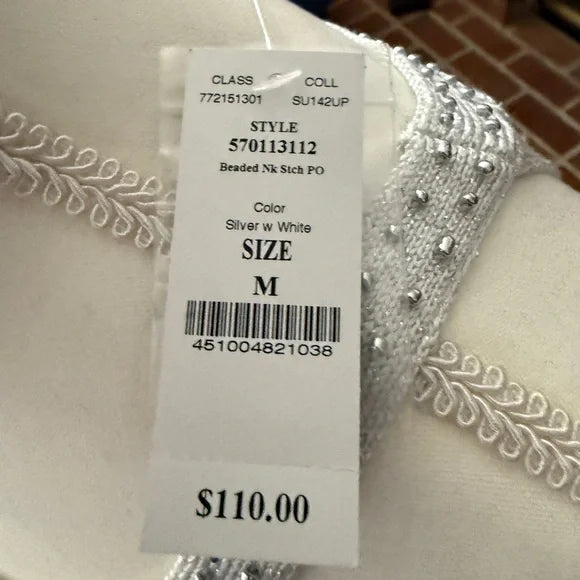 CLASS COLL
772151301 SU142UP
STYLE
570113112
Beaded Nk Stch PO
Color
Silver w White
SIZE
M
451004821038
$110.00